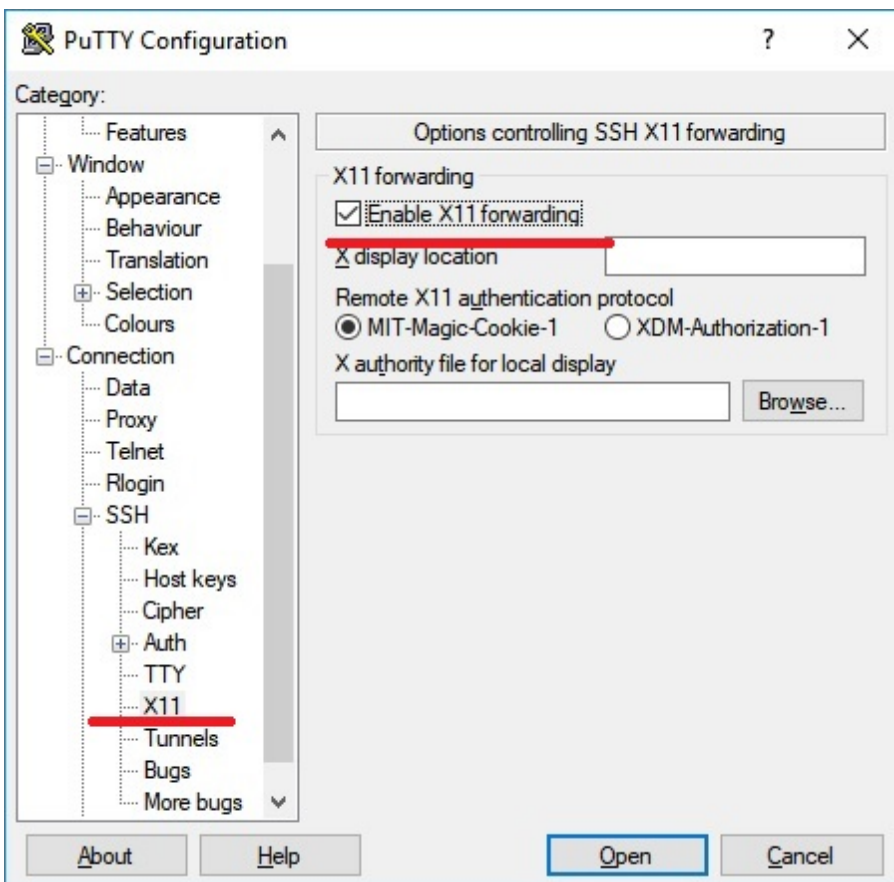 PuTTY Configuration
?
Category:
Features
Window
Appearance
Behaviour
Translation
Selection
Colours
Connection
Data
Proxy
Telnet
Rlogin
SSH
Kex
Host keys
Cipher
Auth
TTY
X11
Tunnels
Bugs
More bugs
Options controlling SSH X11 forwarding
X11 forwarding
Enable X11 forwarding
X display location
Remote X11 authentication protocol
MIT-Magic-Cookie-1 XDM-Authorization-1
X authority file for local display
Browse...
About Help Open Cancel